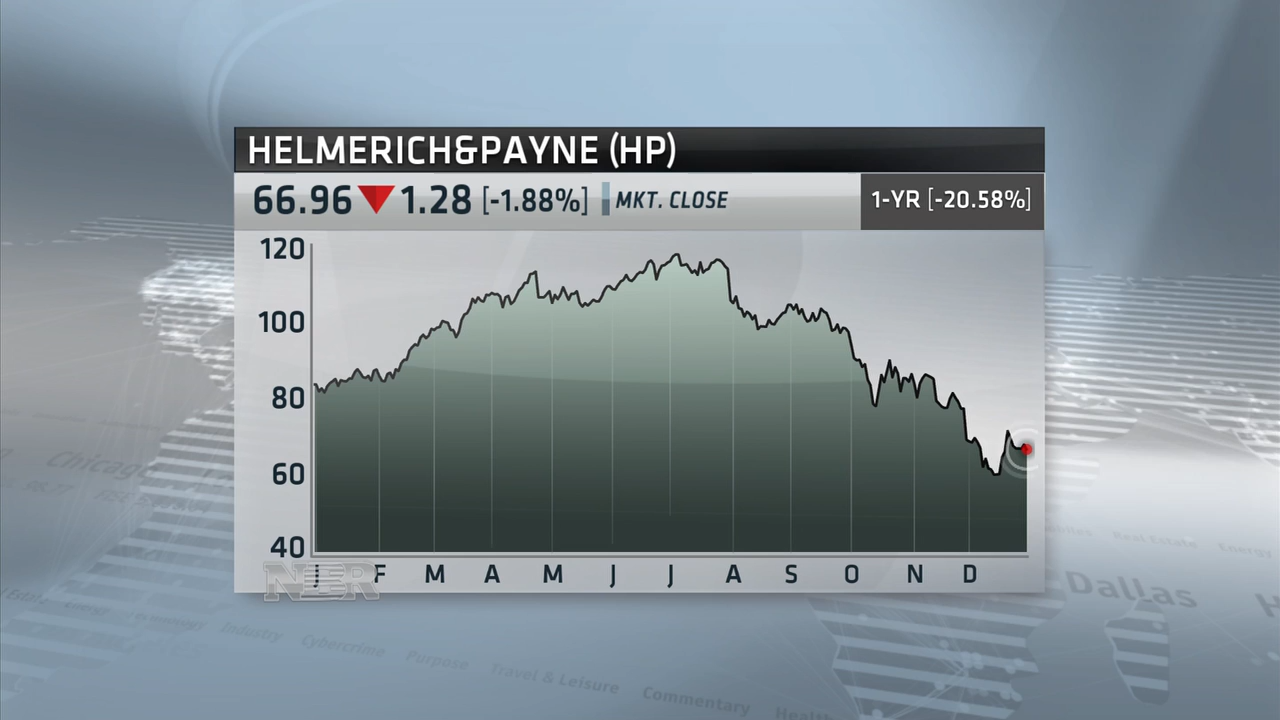 HELMERICH&PAYNE (HP)
66.96 1.28 [-1.88%] MKT. CLOSE 1-YR [-20.58%]
120
100
80
60
40
J F M A M J J A S O N D
NBR
Chicago
Dallas
Real Estate
Energy
Industry Cybercrime Purpose Travel & Leisure Commentary